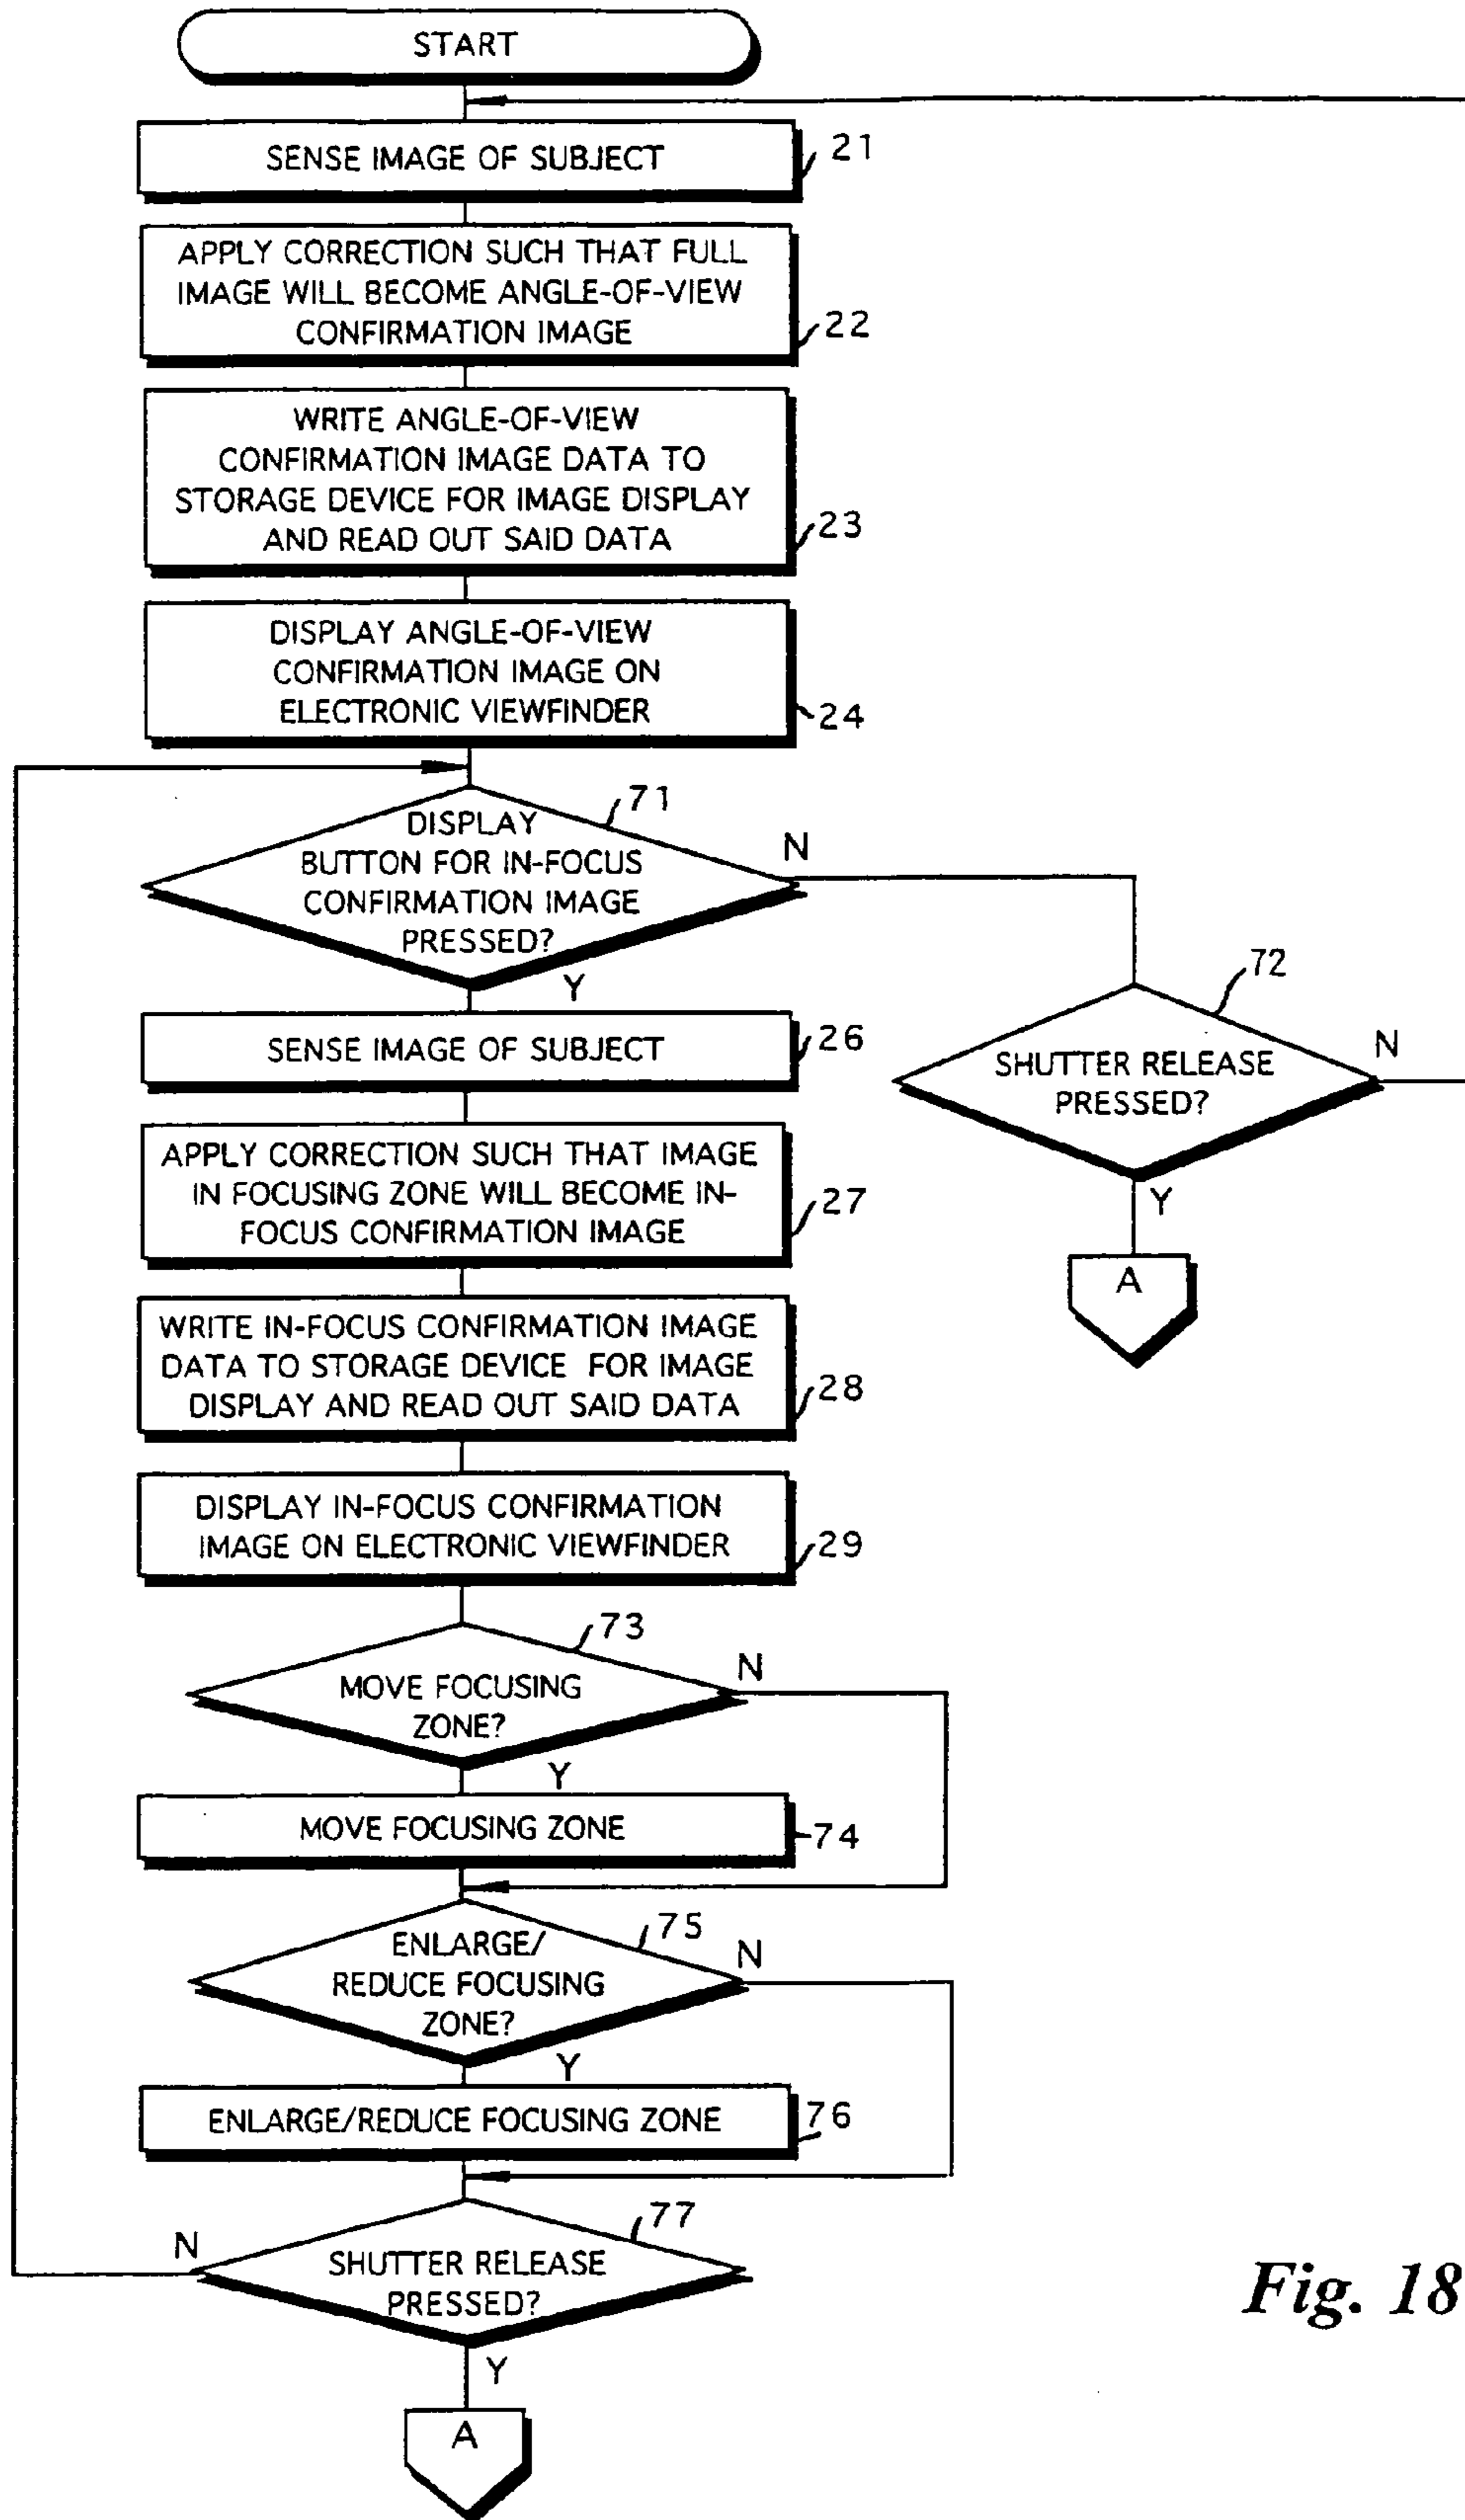 START
SENSE IMAGE OF SUBJECT
21
APPLY CORRECTION SUCH THAT FULL
IMAGE WILL BECOME ANGLE-OF-VIEW
CONFIRMATION IMAGE
22
WRITE ANGLE-OF-VIEW
CONFIRMATION IMAGE DATA TO
STORAGE DEVICE FOR IMAGE DISPLAY
AND READ OUT SAID DATA
23
DISPLAY ANGLE-OF-VIEW
CONFIRMATION IMAGE ON
ELECTRONIC VIEWFINDER
24
71
DISPLAY
BUTTON FOR IN-FOCUS
CONFIRMATION IMAGE
PRESSED?
N
Y
72
SHUTTER RELEASE
PRESSED?
N
Y
A
SENSE IMAGE OF SUBJECT
26
APPLY CORRECTION SUCH THAT IMAGE
IN FOCUSING ZONE WILL BECOME IN-
FOCUS CONFIRMATION IMAGE
27
WRITE IN-FOCUS CONFIRMATION IMAGE
DATA TO STORAGE DEVICE FOR IMAGE
DISPLAY AND READ OUT SAID DATA
28
DISPLAY IN-FOCUS CONFIRMATION
IMAGE ON ELECTRONIC VIEWFINDER
29
73
MOVE FOCUSING
ZONE?
N
Y
MOVE FOCUSING ZONE
74
75
ENLARGE/
REDUCE FOCUSING
ZONE?
N
Y
ENLARGE/REDUCE FOCUSING ZONE
76
77
SHUTTER RELEASE
PRESSED?
N
Y
A
Fig. 18